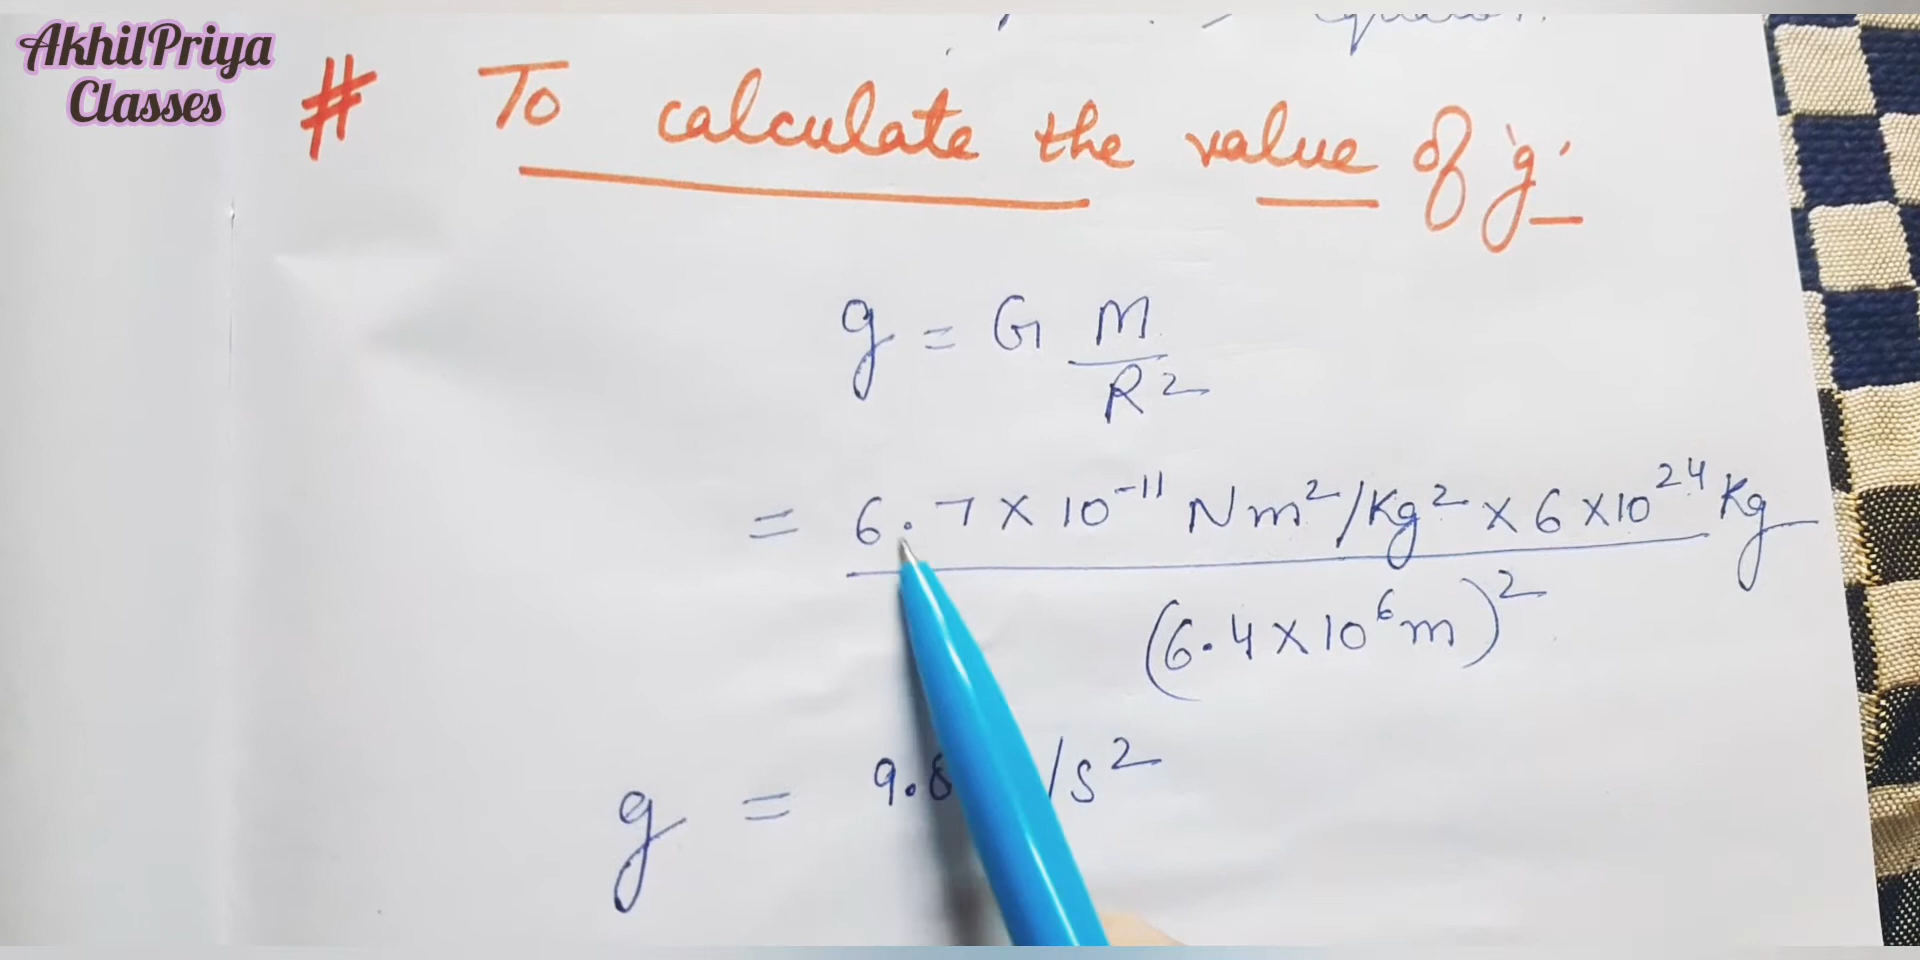 AkhilPriya
Classes
# To calculate the value of 'g'
g = G M
R²
= 6.7 × 10⁻¹¹ Nm²/Kg² × 6 × 10²⁴ Kg
(6.4 × 10⁶ m)²
g = 9.8 /s²